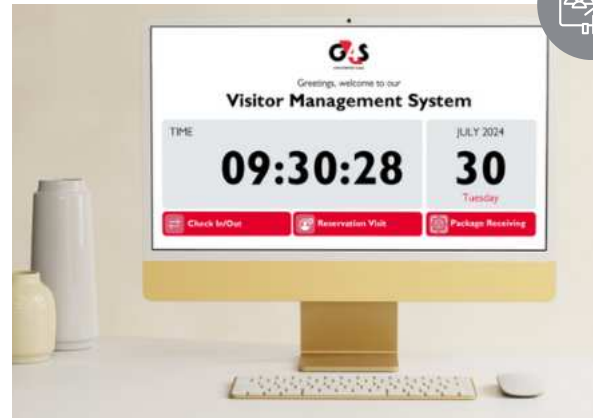 G4S
Greetings, welcome to our
Visitor Management System
TIME
09:30:28
JULY 2024
30
Tuesday
Check In/Out
Reservation Visit
Package Receiving